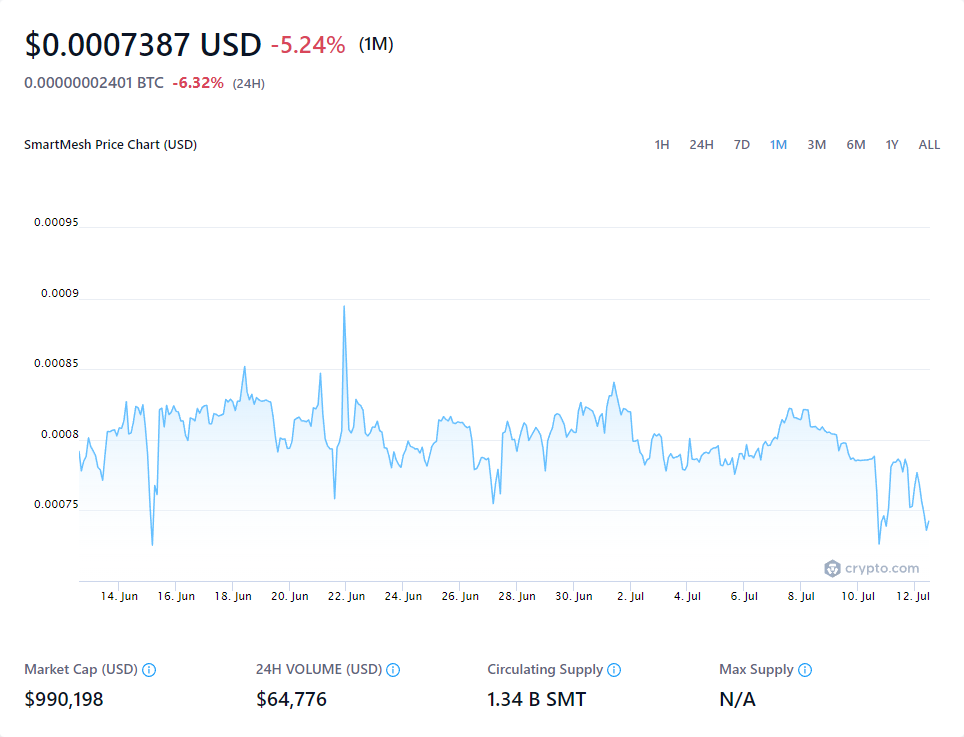 $0.0007387 USD -5.24% (1M)
0.00000002401 BTC -6.32% (24H)
SmartMesh Price Chart (USD) 1H 24H 7D 1M 3M 6M 1Y ALL
0.00095
0.0009
0.00085
0.0008
0.00075
crypto.com
14. Jun 16. Jun 18. Jun 20. Jun 22. Jun 24. Jun 26. Jun 28. Jun 30. Jun 2. Jul 4. Jul 6. Jul 8. Jul 10. Jul 12. Jul
Market Cap (USD) 24H VOLUME (USD) Circulating Supply Max Supply
$990,198 $64,776 1.34 B SMT N/A